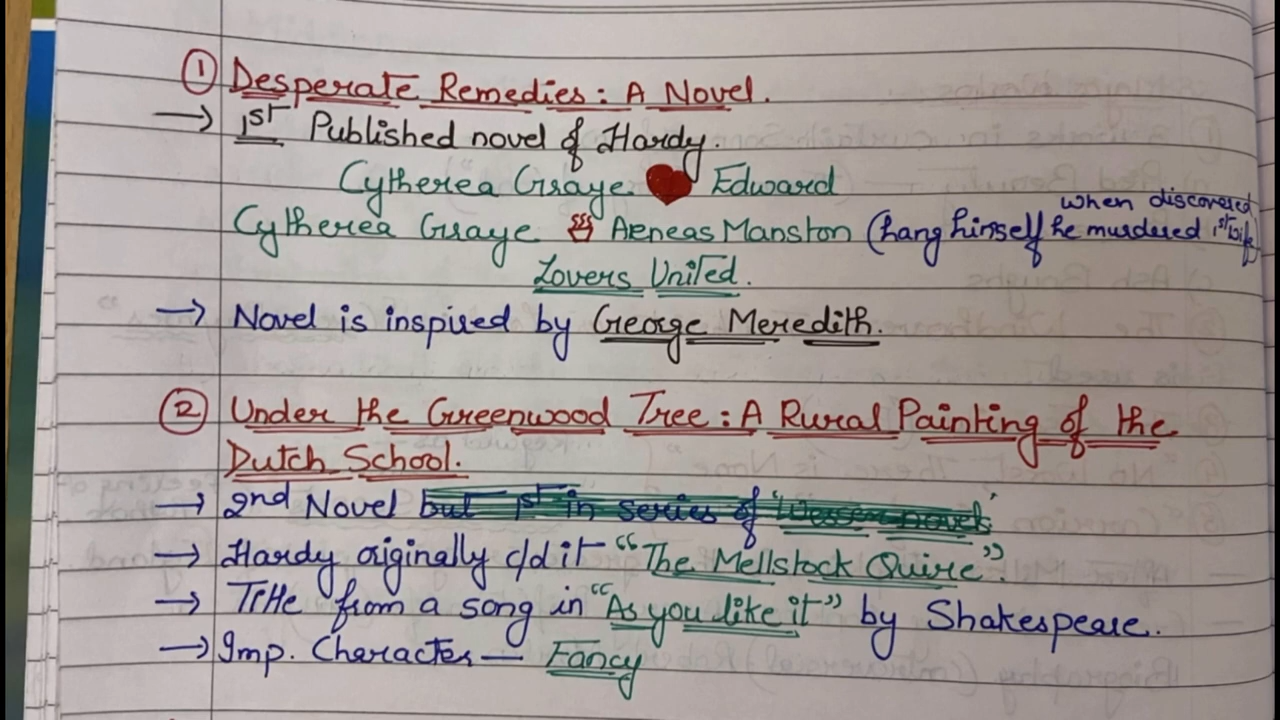 ① Desperate Remedies: A Novel.
→ 1st Published novel of Hardy.
Cytherea Graye ❤ Edward
when discovered
Cytherea Graye Aeneas Manston (hang himself he murdered 1st wife)
Lovers United.
→ Novel is inspired by George Meredith.
② Under the Greenwood Tree: A Rural Painting of the
Dutch School.
→ 2nd Novel but 1st in series of 'Wessex novels'
→ Hardy originally c/d it "The Mellstock Quire".
→ Title from a song in "As you like it" by Shakespeare.
→ Imp. Character — Fancy